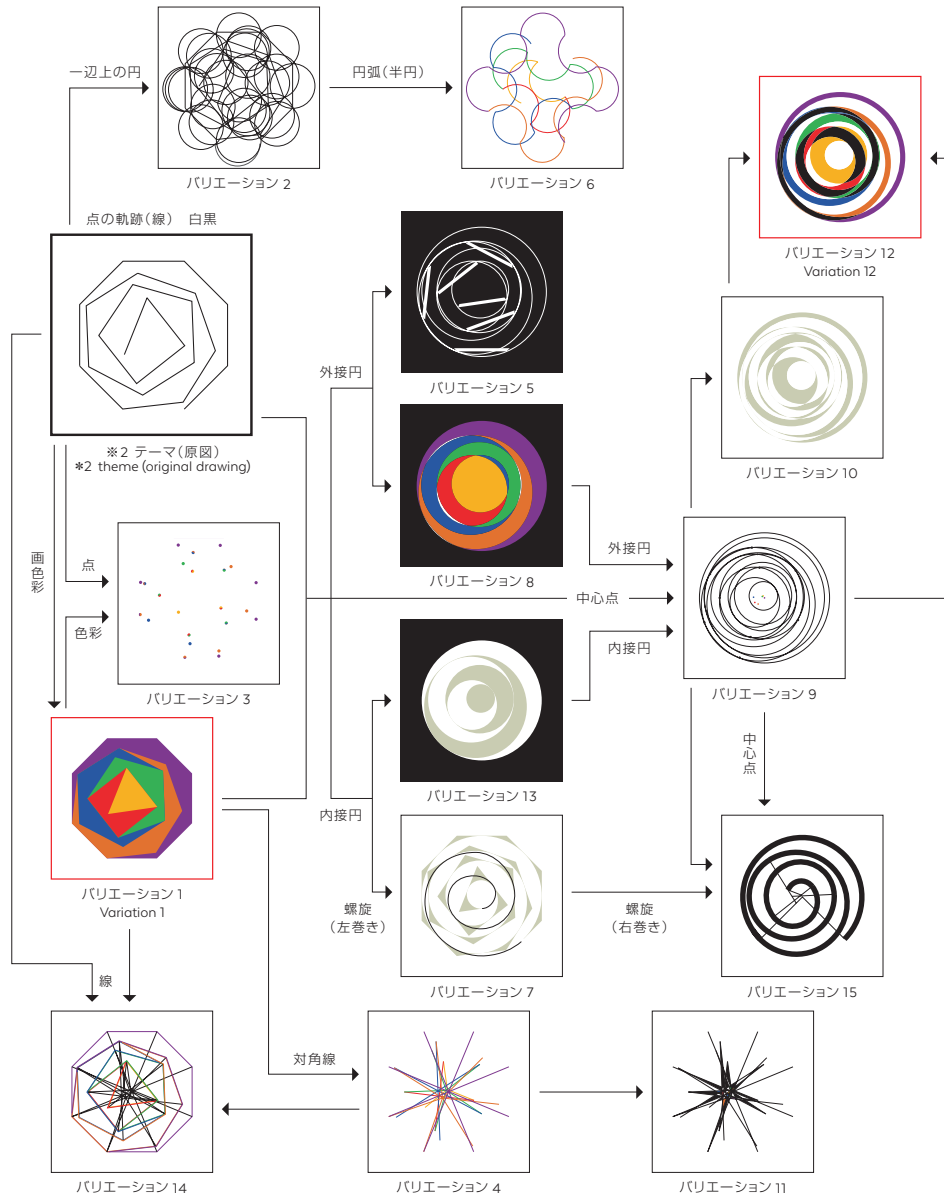 一辺上の円
円弧(半円)
バリエーション 2
バリエーション 6
点の軌跡(線) 白黒
バリエーション 12
Variation 12
外接円
バリエーション 5
※2 テーマ(原図)
*2 theme (original drawing)
バリエーション 10
画色彩
点
色彩
バリエーション 8
外接円
中心点
内接円
バリエーション 3
バリエーション 9
中心点
バリエーション 13
内接円
バリエーション 1
Variation 1
螺旋
(左巻き)
螺旋
(右巻き)
線
バリエーション 7
バリエーション 15
対角線
バリエーション 14
バリエーション 4
バリエーション 11